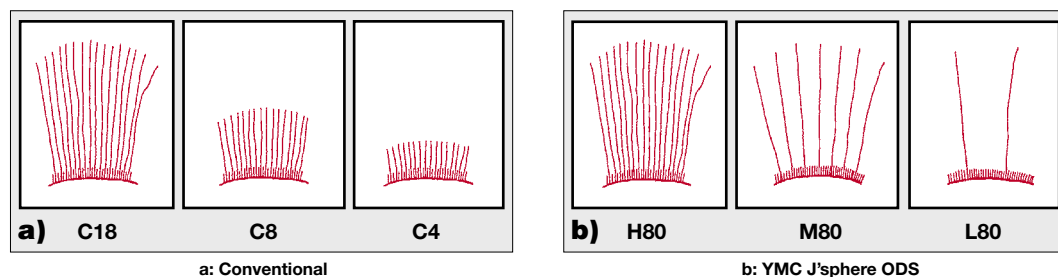 a) C18 C8 C4
b) H80 M80 L80
a: Conventional
b: YMC J'sphere ODS